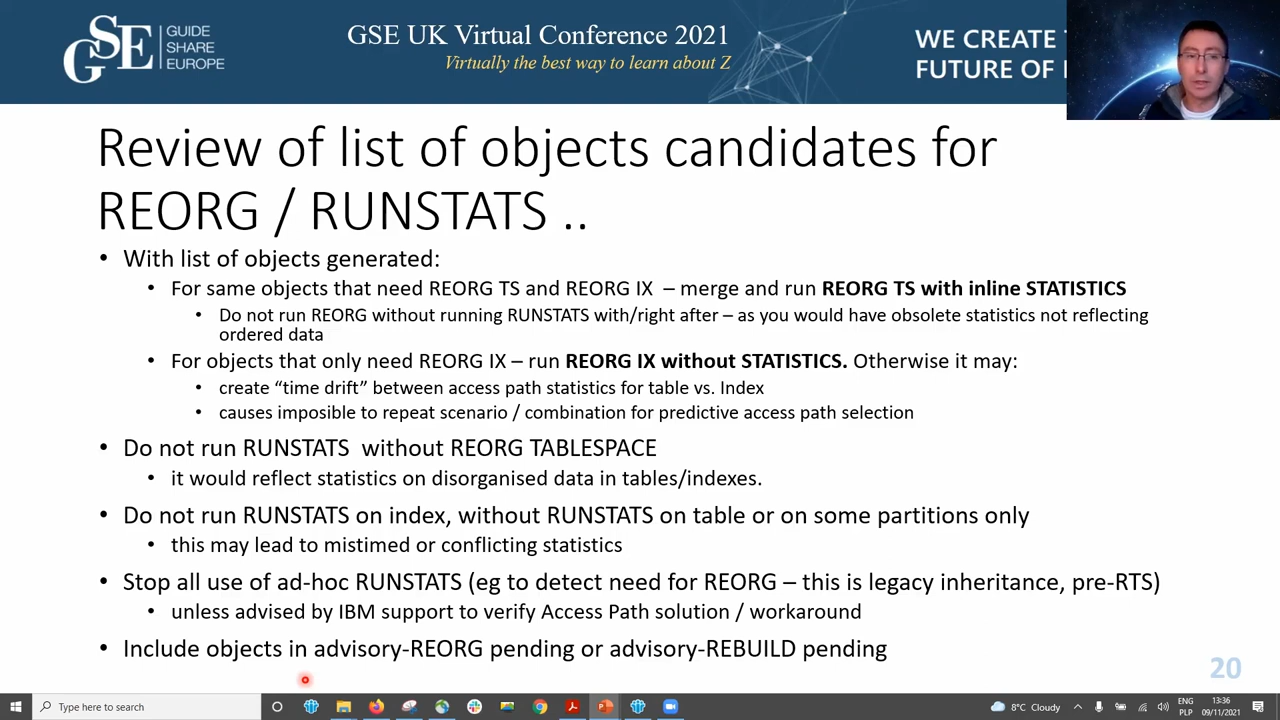 GSE
GUIDE
SHARE
EUROPE
GSE UK Virtual Conference 2021
Virtually the best way to learn about Z
WE CREATE
FUTURE OF
Review of list of objects candidates for
REORG / RUNSTATS ..
• With list of objects generated:
• For same objects that need REORG TS and REORG IX – merge and run REORG TS with inline STATISTICS
• Do not run REORG without running RUNSTATS with/right after – as you would have obsolete statistics not reflecting
ordered data
• For objects that only need REORG IX – run REORG IX without STATISTICS. Otherwise it may:
• create “time drift” between access path statistics for table vs. Index
• causes imposible to repeat scenario / combination for predictive access path selection
• Do not run RUNSTATS without REORG TABLESPACE
• it would reflect statistics on disorganised data in tables/indexes.
• Do not run RUNSTATS on index, without RUNSTATS on table or on some partitions only
• this may lead to mistimed or conflicting statistics
• Stop all use of ad-hoc RUNSTATS (eg to detect need for REORG – this is legacy inheritance, pre-RTS)
• unless advised by IBM support to verify Access Path solution / workaround
• Include objects in advisory-REORG pending or advisory-REBUILD pending
20
Type here to search
8°C Cloudy
ENG
PLP
13:36
09/11/2021